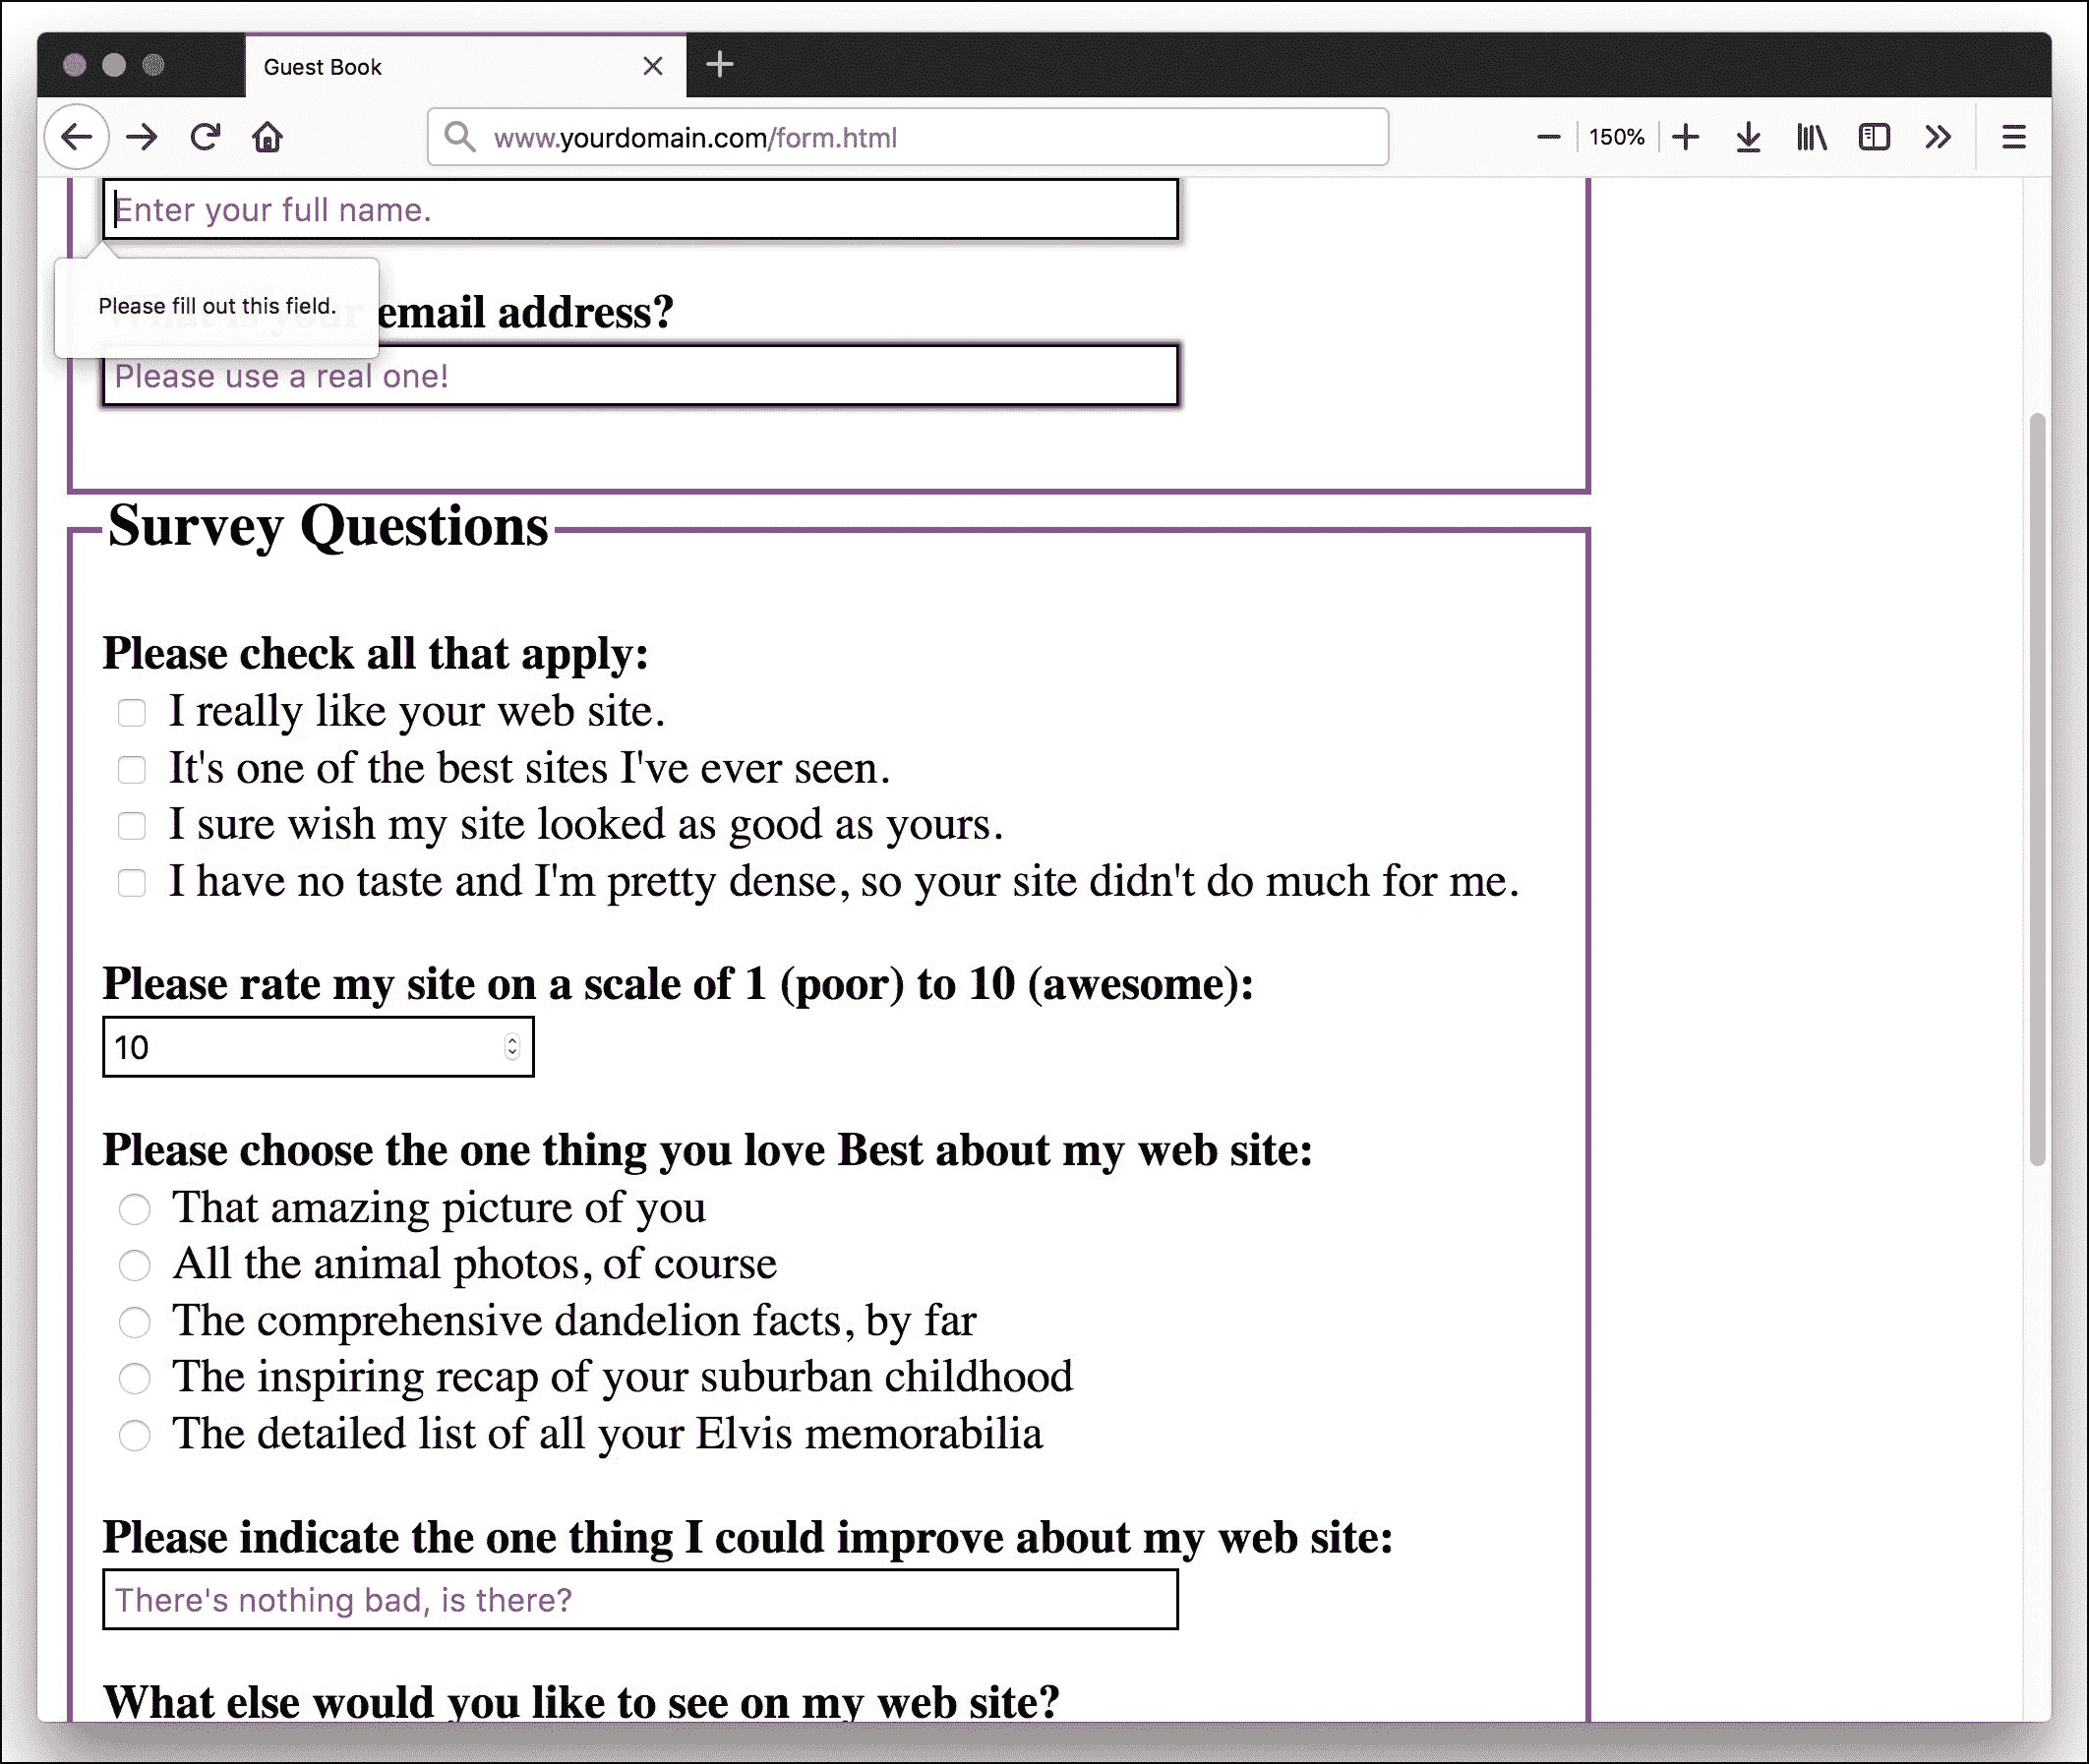 Guest Book
www.yourdomain.com/form.html
150%
Enter your full name.
Please fill out this field.
What is your email address?
Please use a real one!
Survey Questions
Please check all that apply:
I really like your web site.
It's one of the best sites I've ever seen.
I sure wish my site looked as good as yours.
I have no taste and I'm pretty dense, so your site didn't do much for me.
Please rate my site on a scale of 1 (poor) to 10 (awesome):
10
Please choose the one thing you love Best about my web site:
That amazing picture of you
All the animal photos, of course
The comprehensive dandelion facts, by far
The inspiring recap of your suburban childhood
The detailed list of all your Elvis memorabilia
Please indicate the one thing I could improve about my web site:
There's nothing bad, is there?
What else would you like to see on my web site?